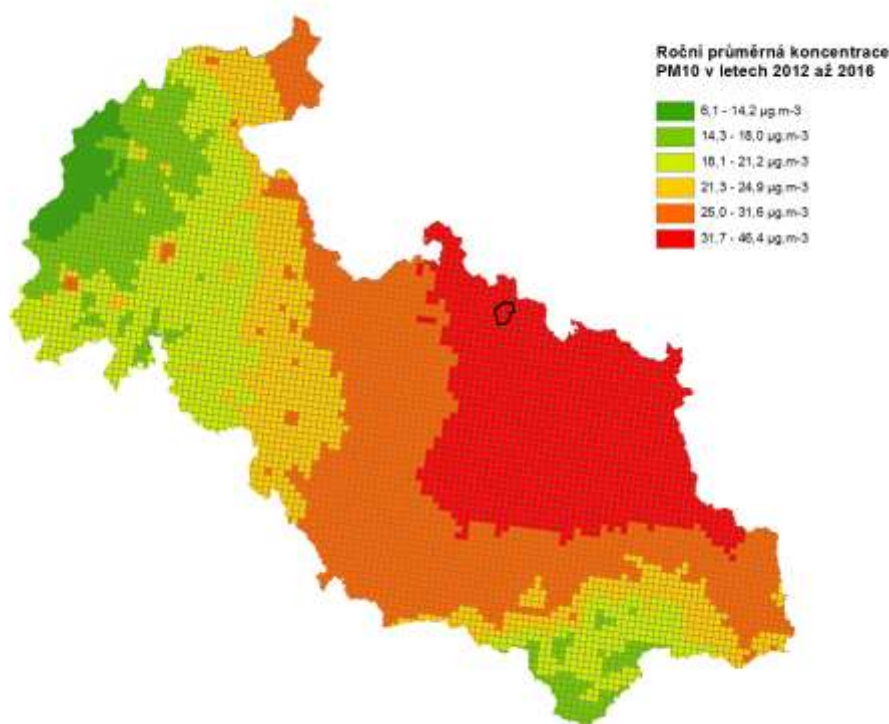 Roční průměrná koncentrace
PM10 v letech 2012 až 2016
6,1 - 14,2 µg.m-3
14,3 - 18,0 µg.m-3
18,1 - 21,2 µg.m-3
21,3 - 24,9 µg.m-3
25,0 - 31,6 µg.m-3
31,7 - 46,4 µg.m-3